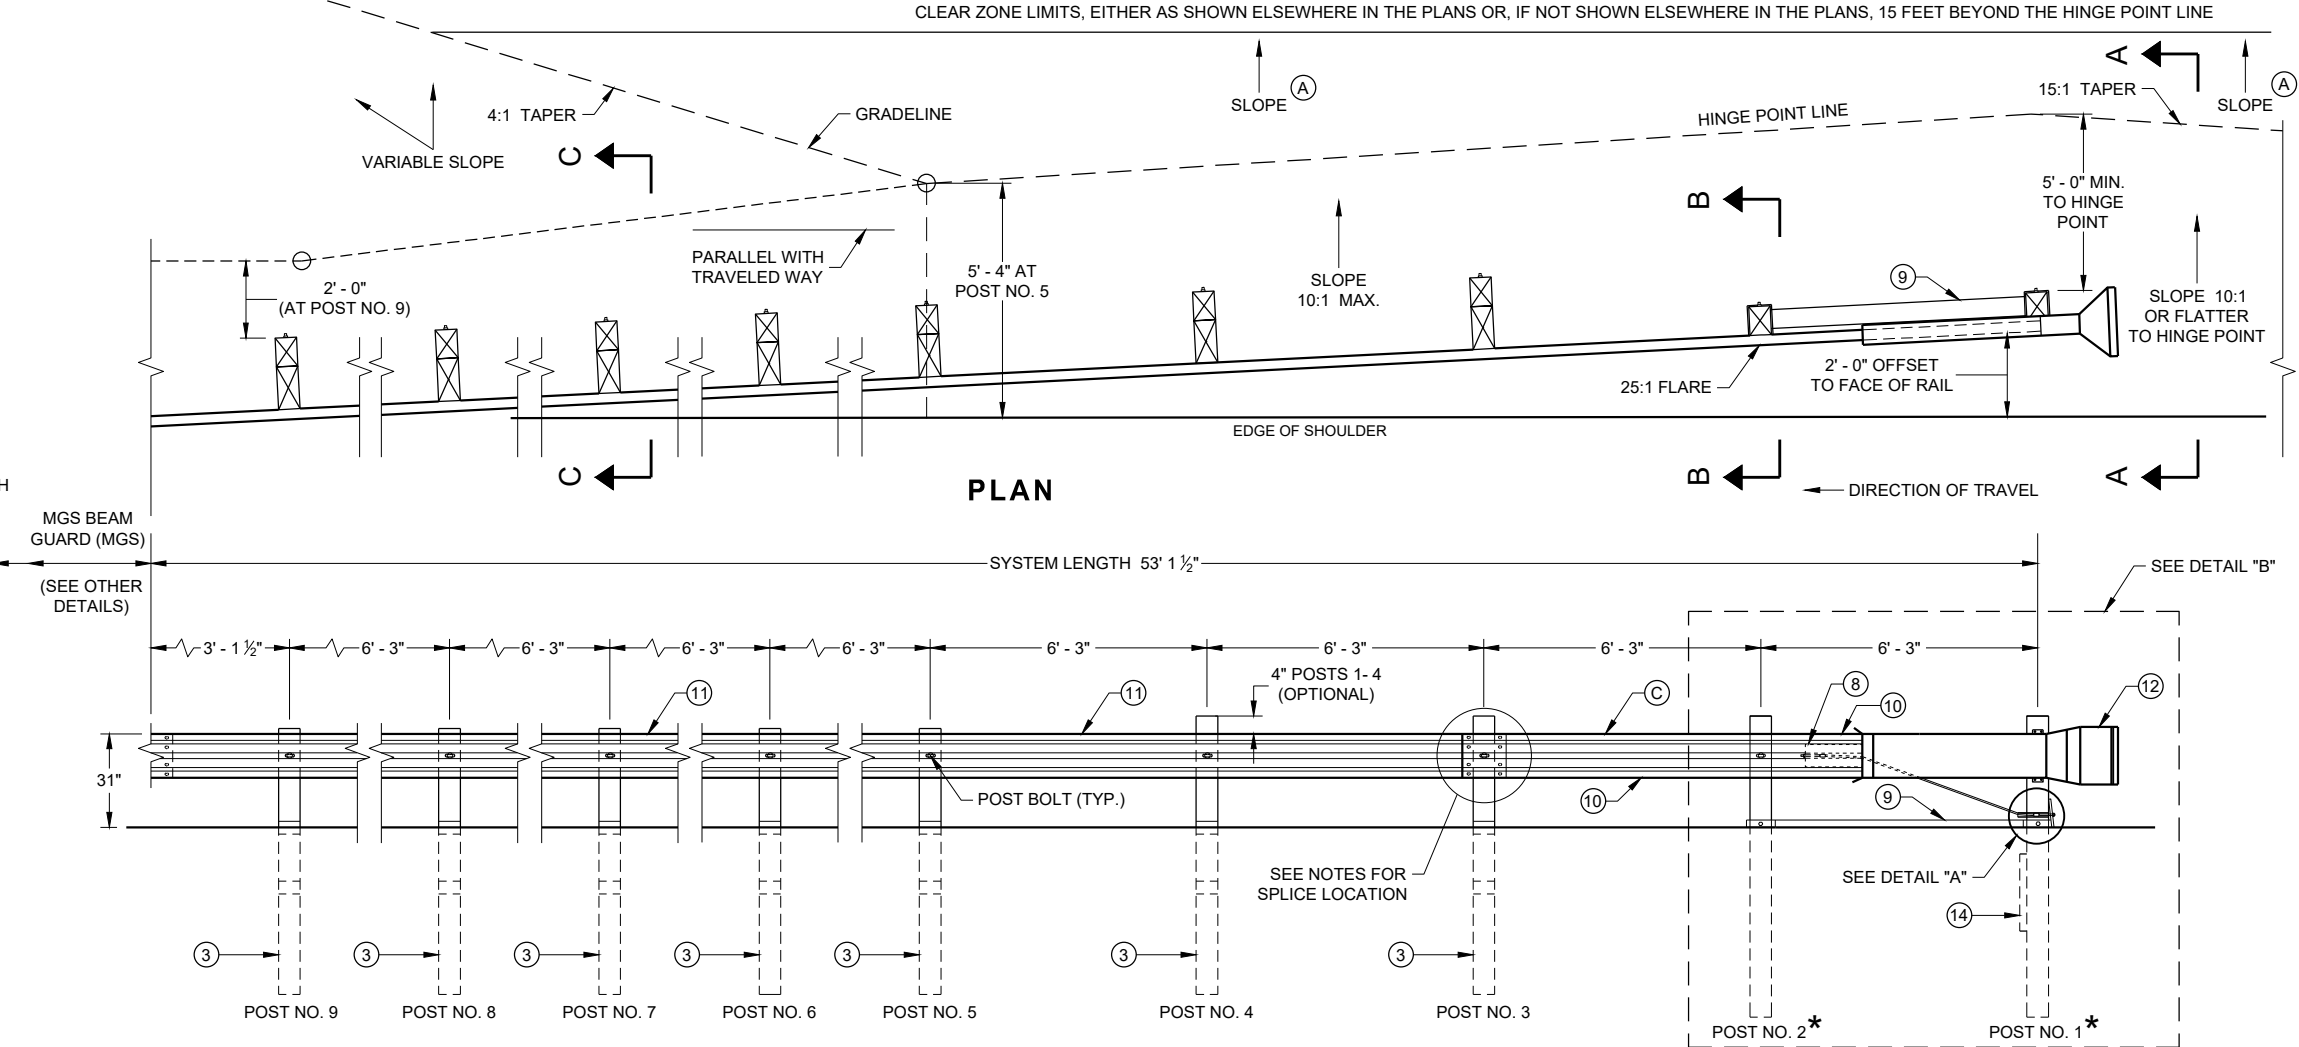 CLEAR ZONE LIMITS, EITHER AS SHOWN ELSEWHERE IN THE PLANS OR, IF NOT SHOWN ELSEWHERE IN THE PLANS, 15 FEET BEYOND THE HINGE POINT LINE
A
SLOPE
A
SLOPE
A
15:1 TAPER
4:1 TAPER
GRADELINE
HINGE POINT LINE
VARIABLE SLOPE
C
B
5' - 0" MIN.
TO HINGE
POINT
PARALLEL WITH
TRAVELED WAY
5' - 4" AT
POST NO. 5
SLOPE
10:1 MAX.
9
2' - 0"
(AT POST NO. 9)
SLOPE 10:1
OR FLATTER
TO HINGE POINT
2' - 0" OFFSET
TO FACE OF RAIL
25:1 FLARE
EDGE OF SHOULDER
C
B
A
PLAN
DIRECTION OF TRAVEL
H
MGS BEAM
GUARD (MGS)
(SEE OTHER
DETAILS)
SYSTEM LENGTH 53' 1 ½"
SEE DETAIL "B"
3' - 1 ½"
6' - 3"
6' - 3"
6' - 3"
6' - 3"
6' - 3"
6' - 3"
6' - 3"
6' - 3"
4" POSTS 1- 4
(OPTIONAL)
11
11
C
8
10
12
31"
POST BOLT (TYP.)
10
9
SEE NOTES FOR
SPLICE LOCATION
SEE DETAIL "A"
14
3
3
3
3
3
3
3
POST NO. 9
POST NO. 8
POST NO. 7
POST NO. 6
POST NO. 5
POST NO. 4
POST NO. 3
POST NO. 2*
POST NO. 1*